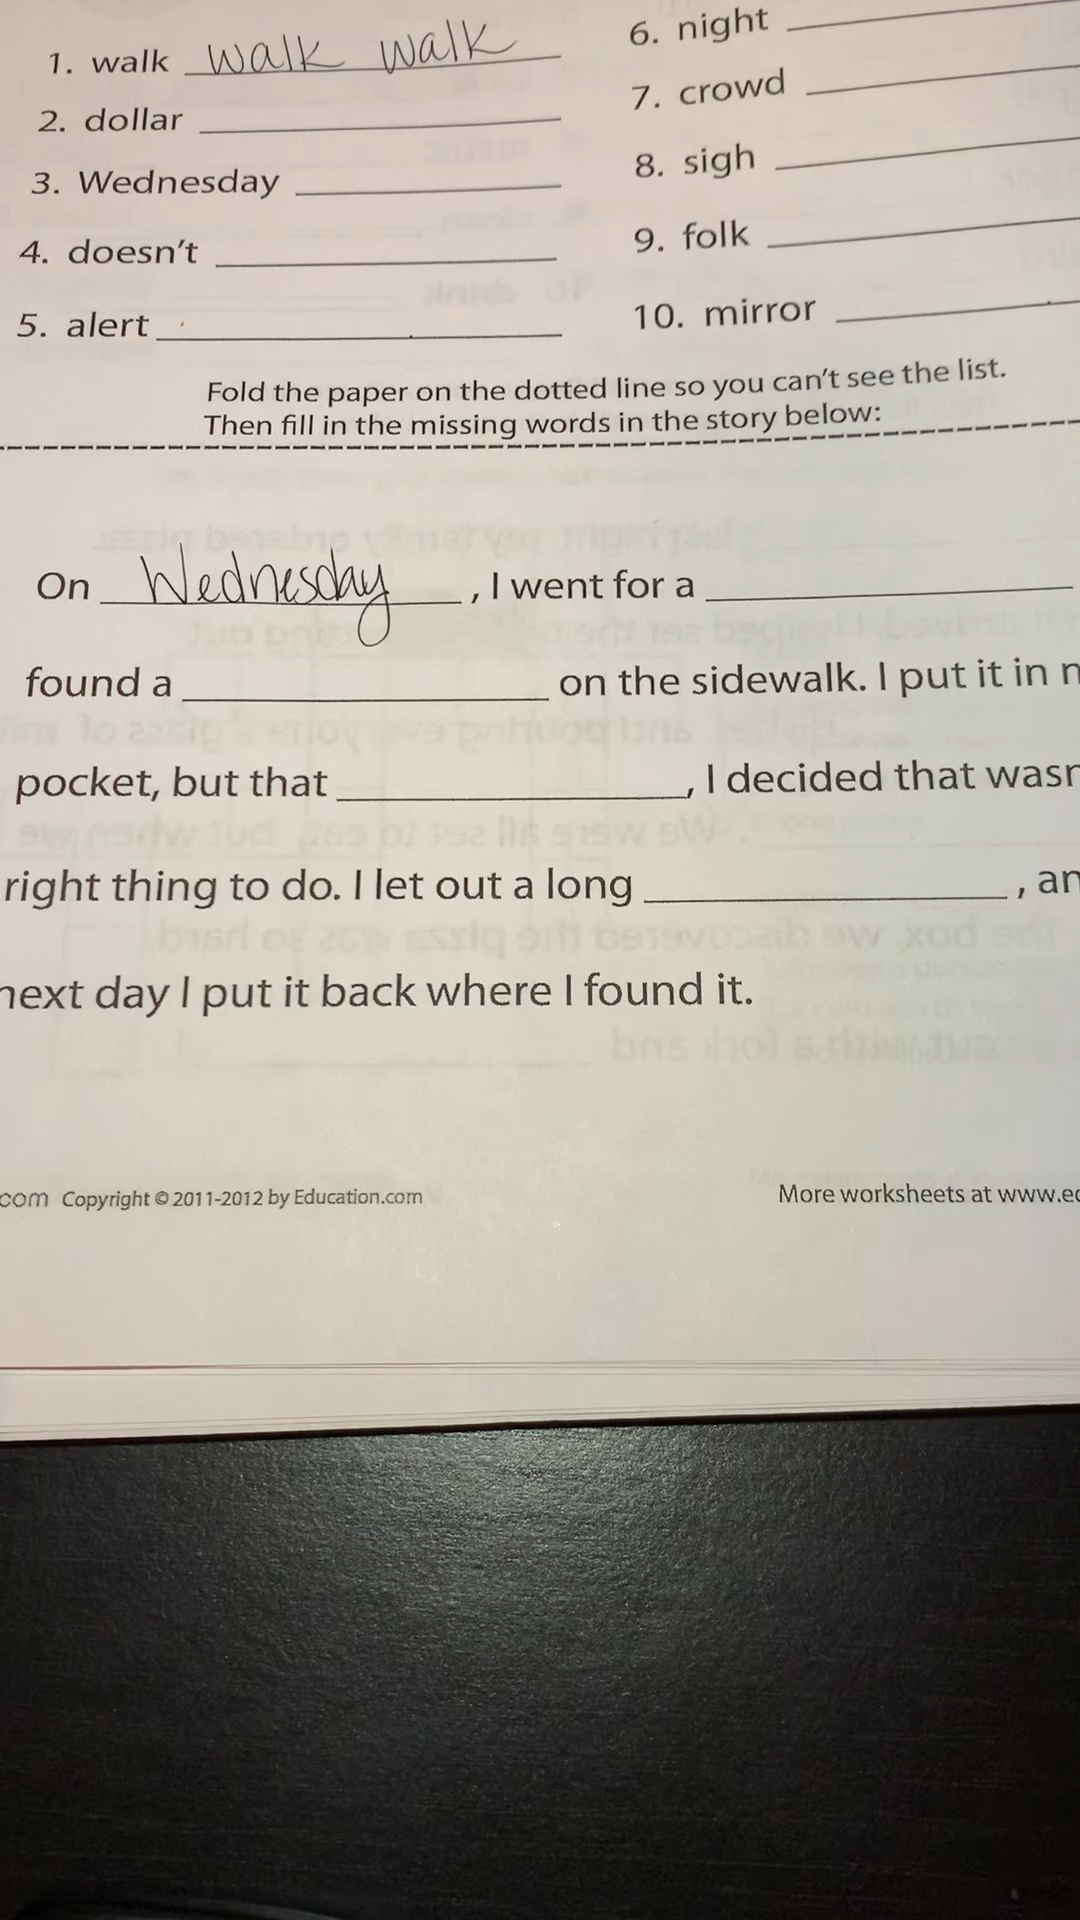 1. walk walk walk
2. dollar
3. Wednesday
4. doesn't
5. alert
6. night
7. crowd
8. sigh
9. folk
10. mirror
Fold the paper on the dotted line so you can't see the list.
Then fill in the missing words in the story below:
On Wednesday, I went for a
found a on the sidewalk. I put it in
pocket, but that , I decided that
right thing to do. I let out a long ,
next day I put it back where I found it.
com Copyright © 2011-2012 by Education.com
More worksheets at